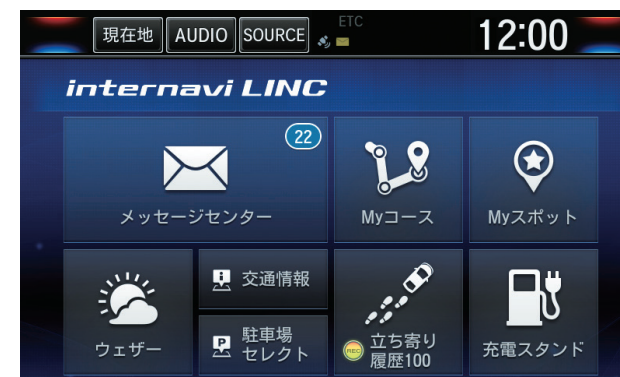 現在地 AUDIO SOURCE ETC 12:00
internavi LINC
22
メッセージセンター Myコース Myスポット
交通情報
駐車場
セレクト
ウェザー
REC 立ち寄り
履歴100
充電スタンド